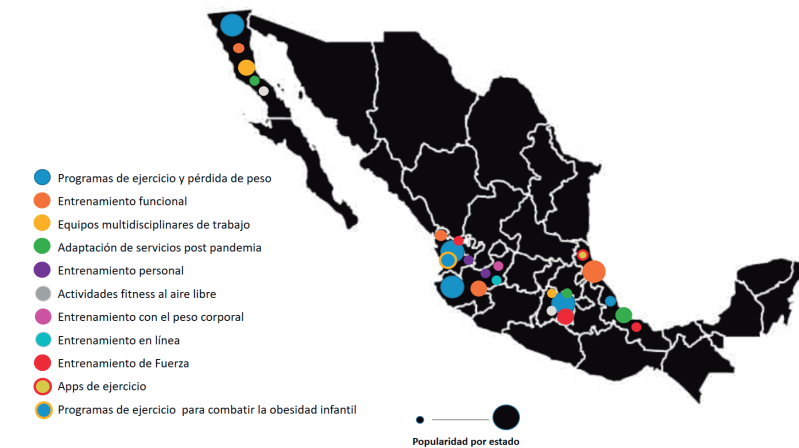 Programas de ejercicio y pérdida de peso
Entrenamiento funcional
Equipos multidisciplinares de trabajo
Adaptación de servicios post pandemia
Entrenamiento personal
Actividades fitness al aire libre
Entrenamiento con el peso corporal
Entrenamiento en línea
Entrenamiento de Fuerza
Apps de ejercicio
Programas de ejercicio para combatir la obesidad infantil
Popularidad por estado